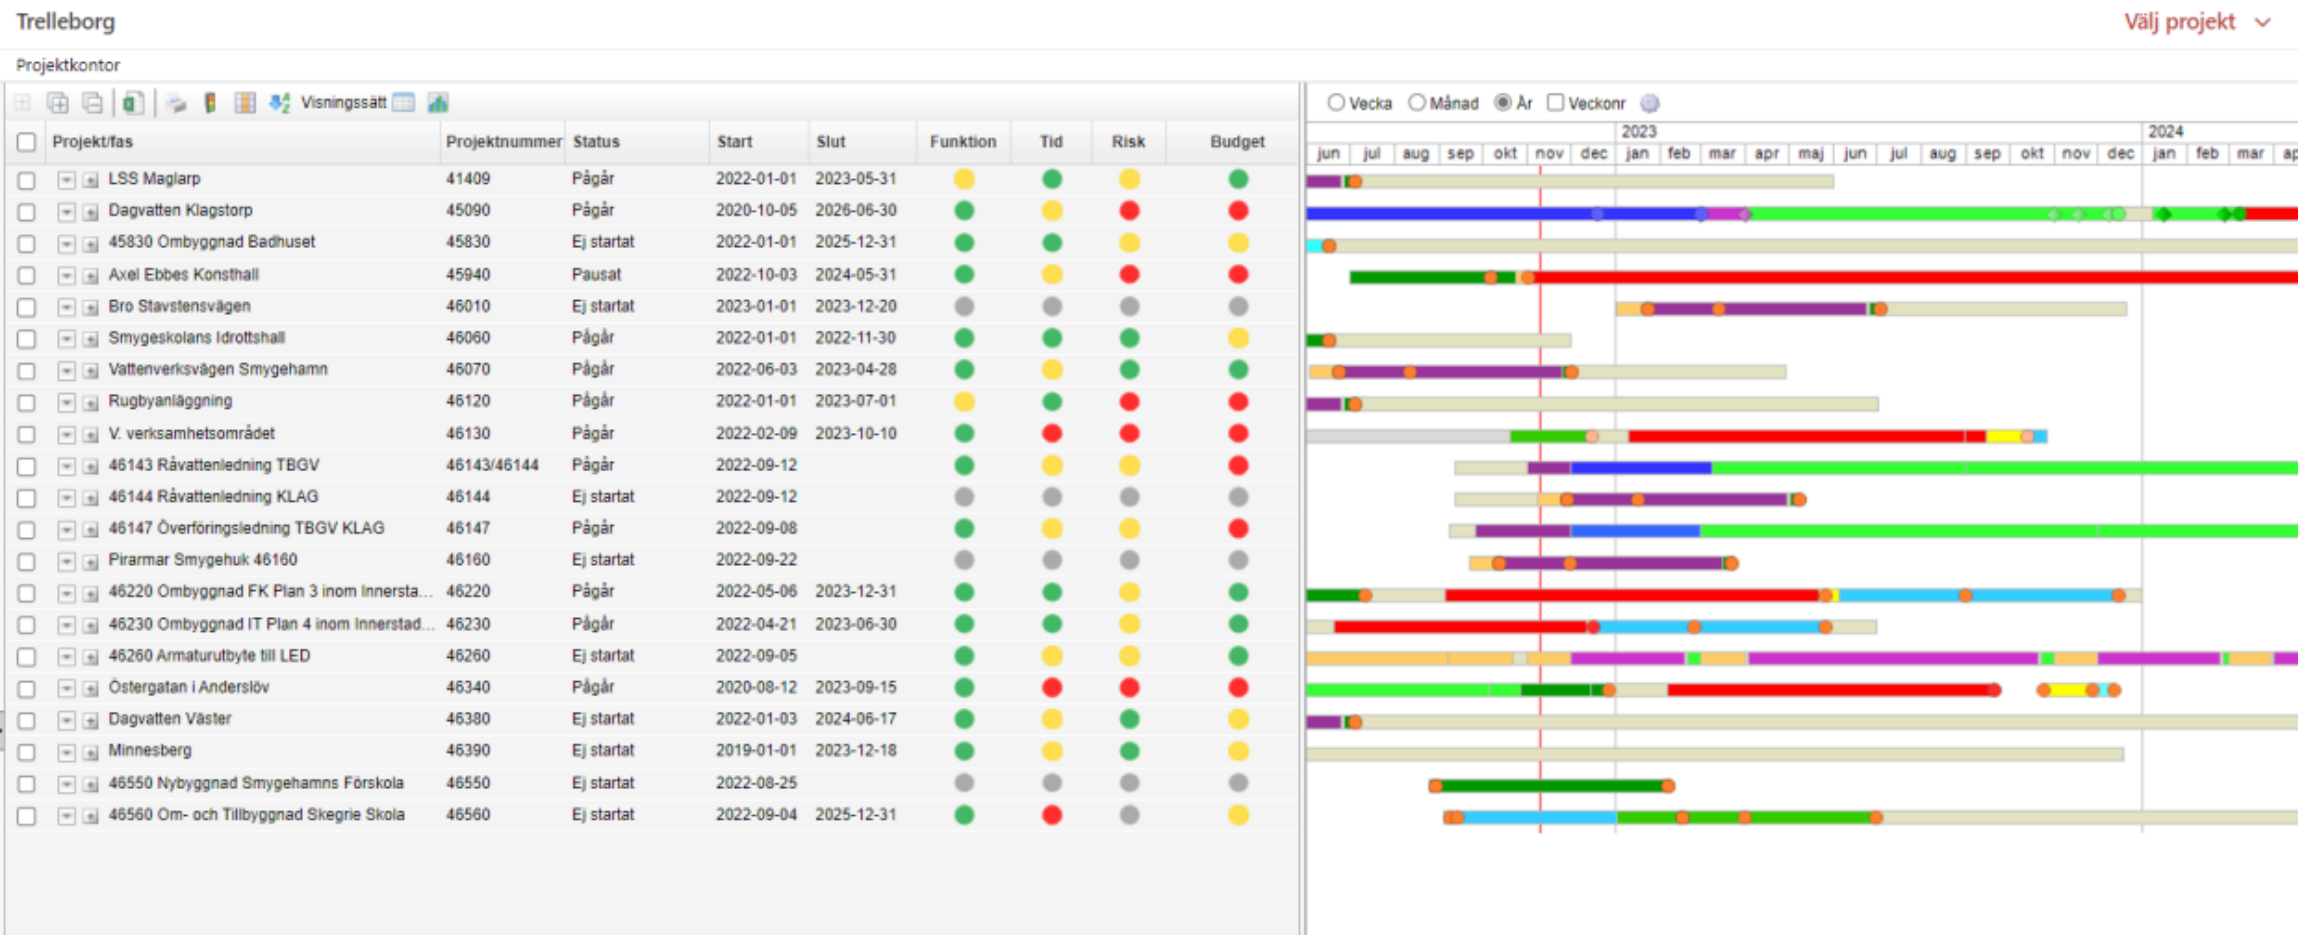 Trelleborg
Välj projekt
Projektkontor
Visningssätt
Vecka Månad År Veckonr
Projekt/fas Projektnummer Status Start Slut Funktion Tid Risk Budget
2023 2024
jun jul aug sep okt nov dec jan feb mar apr maj jun jul aug sep okt nov dec jan feb mar ap
LSS Maglarp 41409 Pågår 2022-01-01 2023-05-31
Dagvatten Klagstorp 45090 Pågår 2020-10-05 2026-06-30
45830 Ombyggnad Badhuset 45830 Ej startat 2022-01-01 2025-12-31
Axel Ebbes Konsthall 45940 Pausat 2022-10-03 2024-05-31
Bro Stavstensvägen 46010 Ej startat 2023-01-01 2023-12-20
Smygeskolans Idrottshall 46060 Pågår 2022-01-01 2022-11-30
Vattenverksvägen Smygehamn 46070 Pågår 2022-06-03 2023-04-28
Rugbyanläggning 46120 Pågår 2022-01-01 2023-07-01
V. verksamhetsområdet 46130 Pågår 2022-02-09 2023-10-10
46143 Råvattenledning TBGV 46143/46144 Pågår 2022-09-12
46144 Råvattenledning KLAG 46144 Ej startat 2022-09-12
46147 Överföringsledning TBGV KLAG 46147 Pågår 2022-09-08
Pirarmar Smygehuk 46160 46160 Ej startat 2022-09-22
46220 Ombyggnad FK Plan 3 inom Innersta... 46220 Pågår 2022-05-06 2023-12-31
46230 Ombyggnad IT Plan 4 inom Innerstad... 46230 Pågår 2022-04-21 2023-06-30
46260 Armaturutbyte till LED 46260 Ej startat 2022-09-05
Östergatan i Anderslöv 46340 Pågår 2020-08-12 2023-09-15
Dagvatten Väster 46380 Ej startat 2022-01-03 2024-06-17
Minnesberg 46390 Ej startat 2019-01-01 2023-12-18
46550 Nybyggnad Smygehamns Förskola 46550 Ej startat 2022-08-25
46560 Om- och Tillbyggnad Skegrie Skola 46560 Ej startat 2022-09-04 2025-12-31